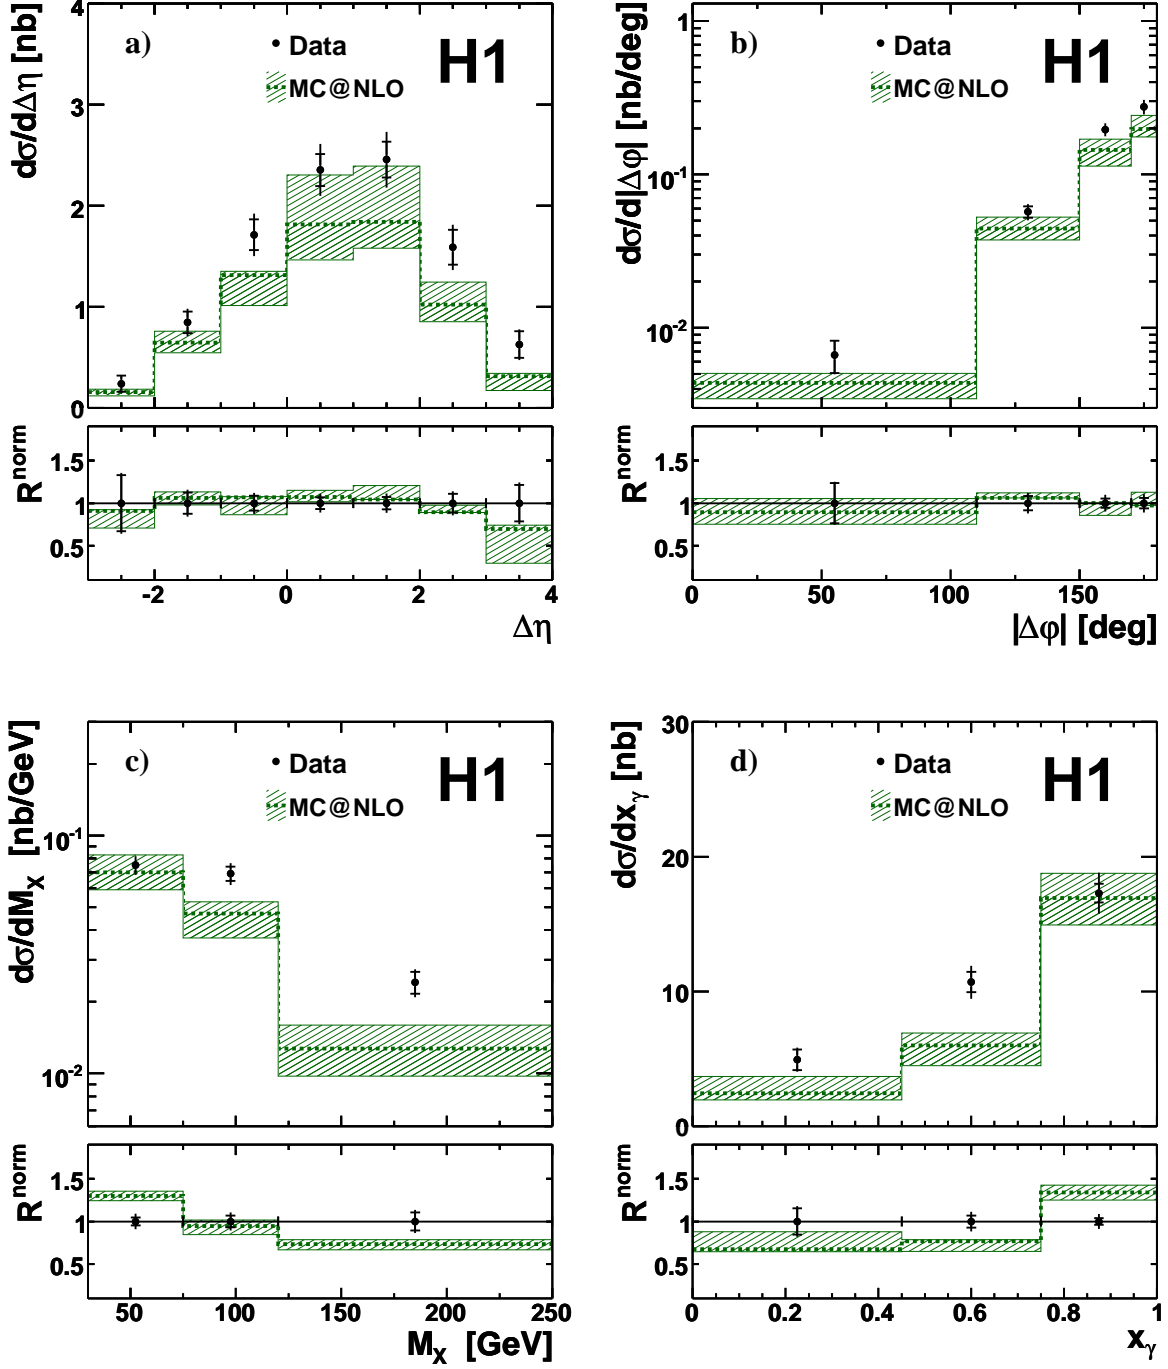 a)
Data
MC@NLO
H1
dσ/dΔη [nb]
4
3
2
1
0
R^norm
1.5
1
0.5
-2 0 2 4
Δη
b)
Data
MC@NLO
H1
dσ/d|Δφ| [nb/deg]
1
10^-1
10^-2
R^norm
1.5
1
0.5
0 50 100 150
|Δφ| [deg]
c)
Data
MC@NLO
H1
dσ/dM_X [nb/GeV]
10^-1
10^-2
R^norm
1.5
1
0.5
50 100 150 200 250
M_X [GeV]
d)
Data
MC@NLO
H1
dσ/dx_γ [nb]
30
20
10
0
R^norm
1.5
1
0.5
0 0.2 0.4 0.6 0.8 1
x_γ